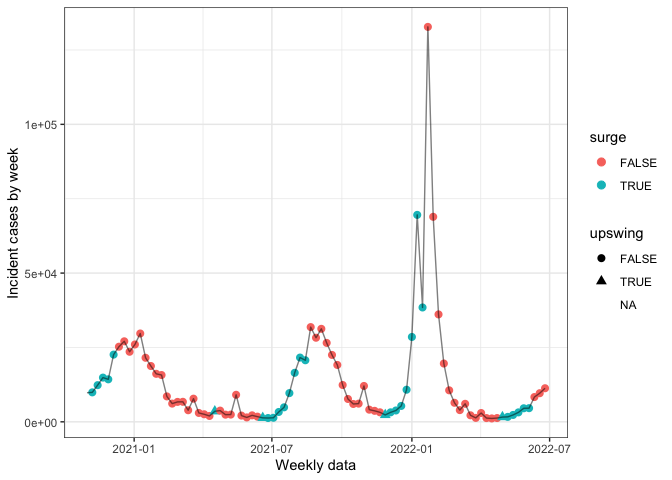 1e+05
5e+04
0e+00
2021-01
2021-07
2022-01
2022-07
Weekly data
Incident cases by week
surge
FALSE
TRUE
upswing
FALSE
TRUE
NA